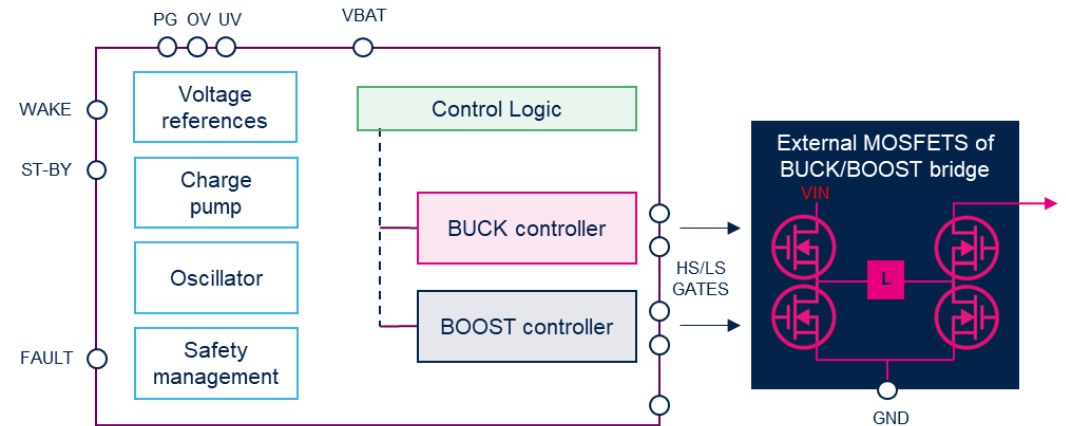 PG OV UV
VBAT
WAKE
ST-BY
FAULT
Voltage
references
Charge
pump
Oscillator
Safety
management
Control Logic
BUCK controller
BOOST controller
HS/LS
GATES
External MOSFETS of
BUCK/BOOST bridge
VIN
L
GND